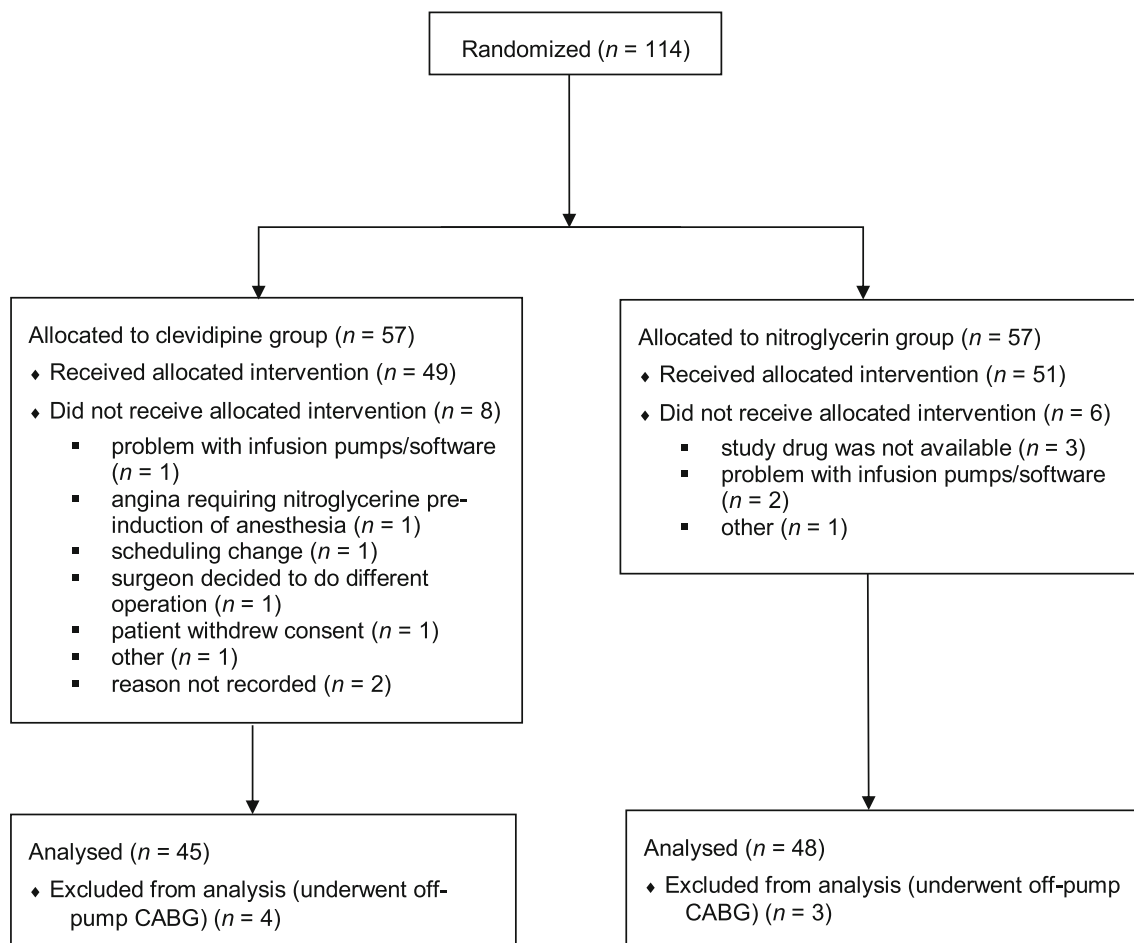 Randomized (n = 114)
Allocated to clevidipine group (n = 57)
♦ Received allocated intervention (n = 49)
♦ Did not receive allocated intervention (n = 8)
▪ problem with infusion pumps/software
(n = 1)
▪ angina requiring nitroglycerine pre-
induction of anesthesia (n = 1)
▪ scheduling change (n = 1)
▪ surgeon decided to do different
operation (n = 1)
▪ patient withdrew consent (n = 1)
▪ other (n = 1)
▪ reason not recorded (n = 2)
Allocated to nitroglycerin group (n = 57)
♦ Received allocated intervention (n = 51)
♦ Did not receive allocated intervention (n = 6)
▪ study drug was not available (n = 3)
▪ problem with infusion pumps/software
(n = 2)
▪ other (n = 1)
Analysed (n = 45)
♦ Excluded from analysis (underwent off-
pump CABG) (n = 4)
Analysed (n = 48)
♦ Excluded from analysis (underwent off-pump
CABG) (n = 3)